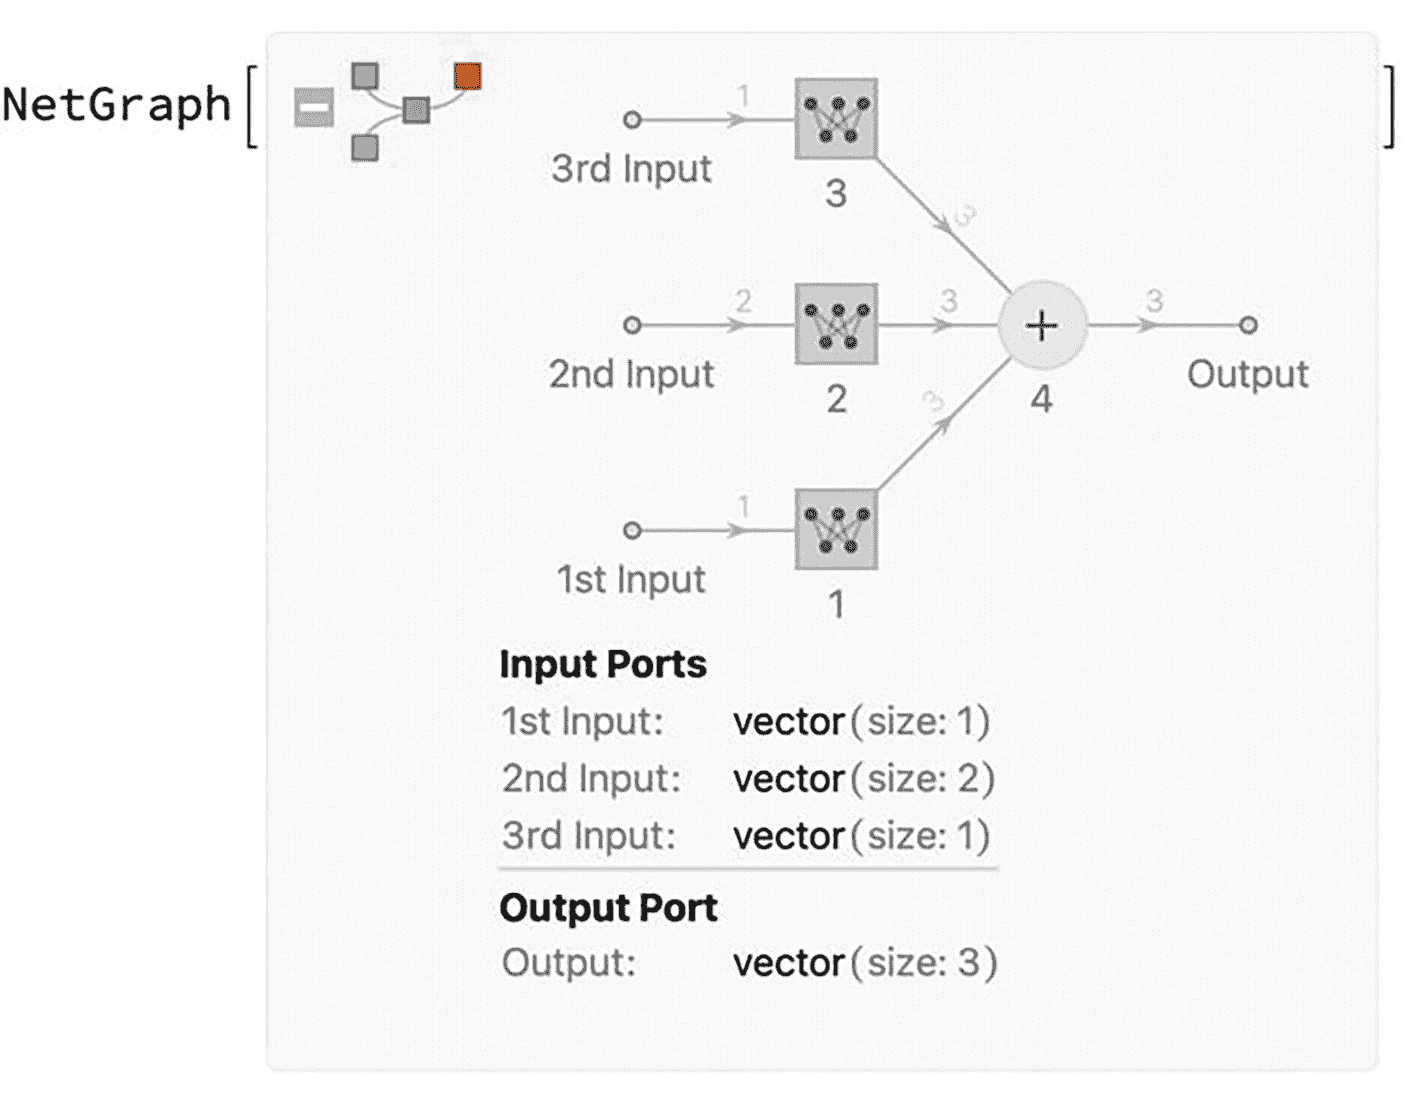 NetGraph[ ]
1
3rd Input
3
3
2
3
3
2nd Input
2
+
4
Output
3
1
1st Input
1
Input Ports
1st Input: vector(size: 1)
2nd Input: vector(size: 2)
3rd Input: vector(size: 1)
Output Port
Output: vector(size: 3)